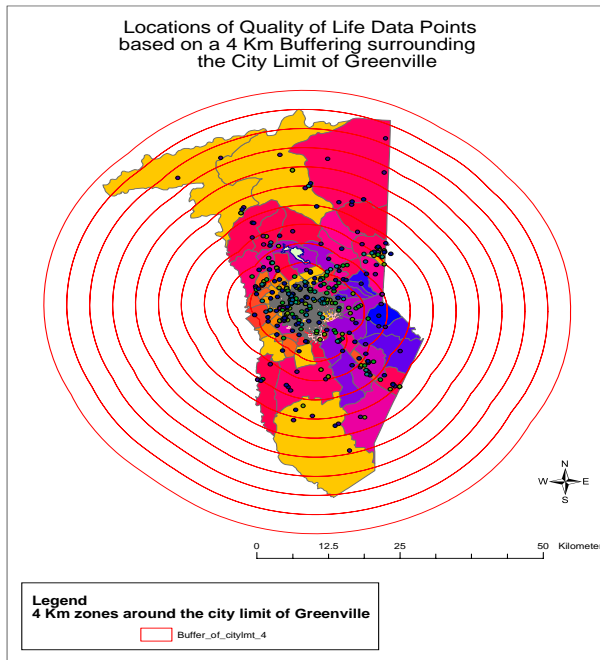 Locations of Quality of Life Data Points
based on a 4 Km Buffering surrounding
the City Limit of Greenville
N
W E
S
0 12.5 25 50 Kilometer
Legend
4 Km zones around the city limit of Greenville
Buffer_of_citylmt_4